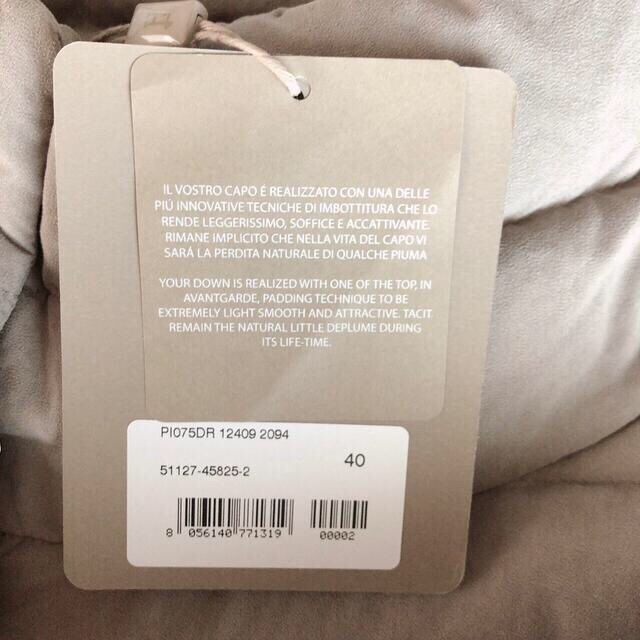 IL VOSTRO CAPO É REALIZZATO CON UNA DELLE
PIÚ INNOVATIVE TECNICHE DI IMBOTTITURA CHE LO
RENDE LEGGERISSIMO, SOFFICE E ACCATTIVANTE.
RIMANE IMPLICITO CHE NELLA VITA DEL CAPO VI
SARÁ LA PERDITA NATURALE DI QUALCHE PIUMA
YOUR DOWN IS REALIZED WITH ONE OF THE TOP, IN
AVANTGARDE, PADDING TECHNIQUE TO BE
EXTREMELY LIGHT SMOOTH AND ATTRACTIVE. TACIT
REMAIN THE NATURAL LITTLE DEPLUME DURING
ITS LIFE-TIME.
PI075DR 12409 2094
51127-45825-2 40
8 056140 771319 00002